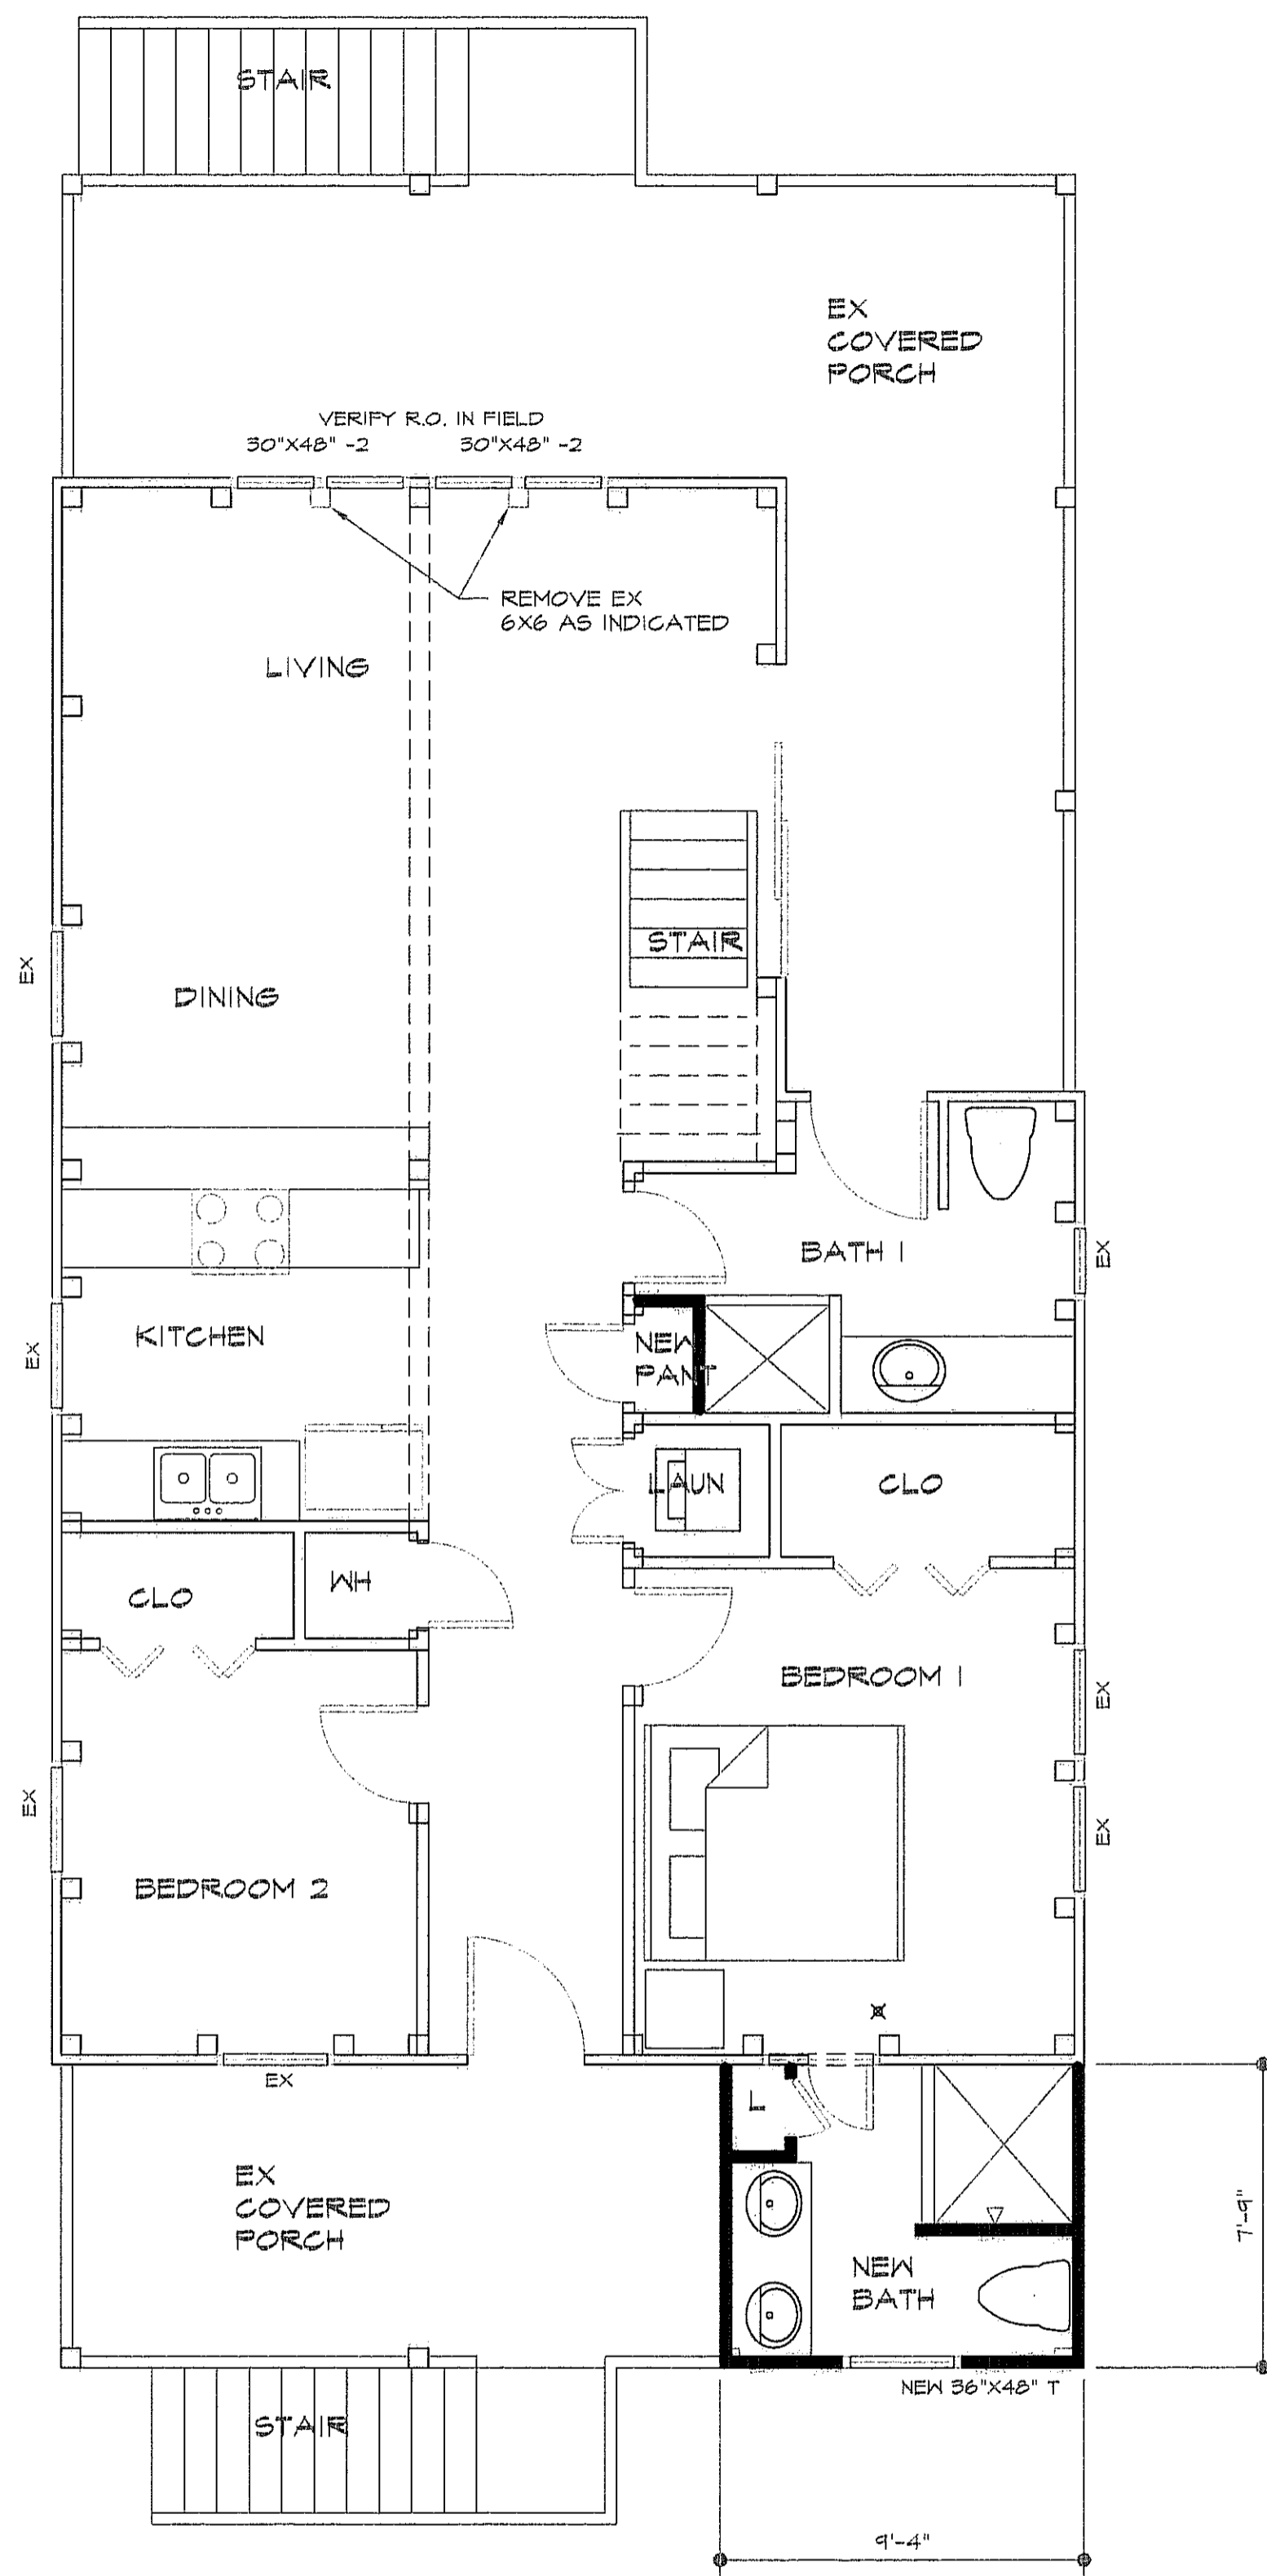 STAIR
EX
COVERED
PORCH
VERIFY R.O. IN FIELD
30"X48" -2
30"X48" -2
REMOVE EX
6X6 AS INDICATED
LIVING
STAIR
EX
DINING
BATH 1
EX
KITCHEN
EX
NEW
PANT
LAUN
CLO
WH
CLO
BEDROOM 1
EX
EX
EX
BEDROOM 2
EX
L
EX
COVERED
PORCH
NEW
BATH
7'-9"
NEW 36"X48" T
STAIR
9'-4"